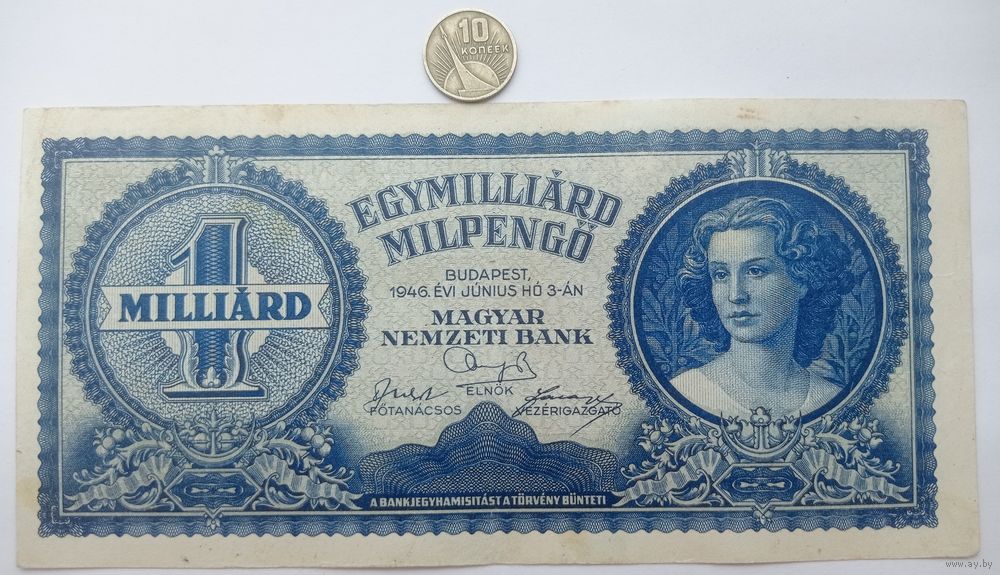 10
КОПЕЕК
EGYMILLIÁRD
MILPENGŐ
1
MILLIÁRD
BUDAPEST,
1946. ÉVI JÚNIUS HÓ 3-ÁN
MAGYAR
NEMZETI BANK
ELNÖK
FŐTANÁCSOS VEZÉRIGAZGATÓ
A BANKJEGYHAMISITÁST A TÖRVÉNY BÜNTETI
www.ay.by